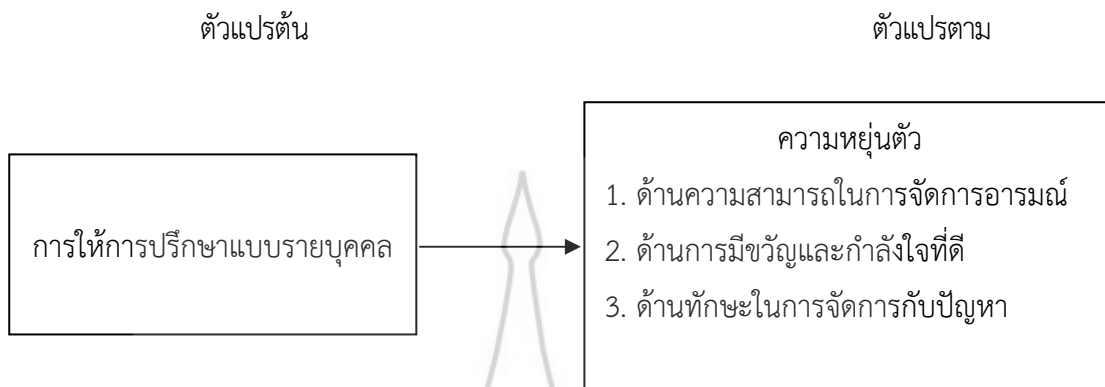 ตัวแปรต้น
ตัวแปรตาม
การให้การปรึกษาแบบรายบุคคล
ความหยุ่นตัว
1. ด้านความสามารถในการจัดการอารมณ์
2. ด้านการมีขวัญและกำลังใจที่ดี
3. ด้านทักษะในการจัดการกับปัญหา